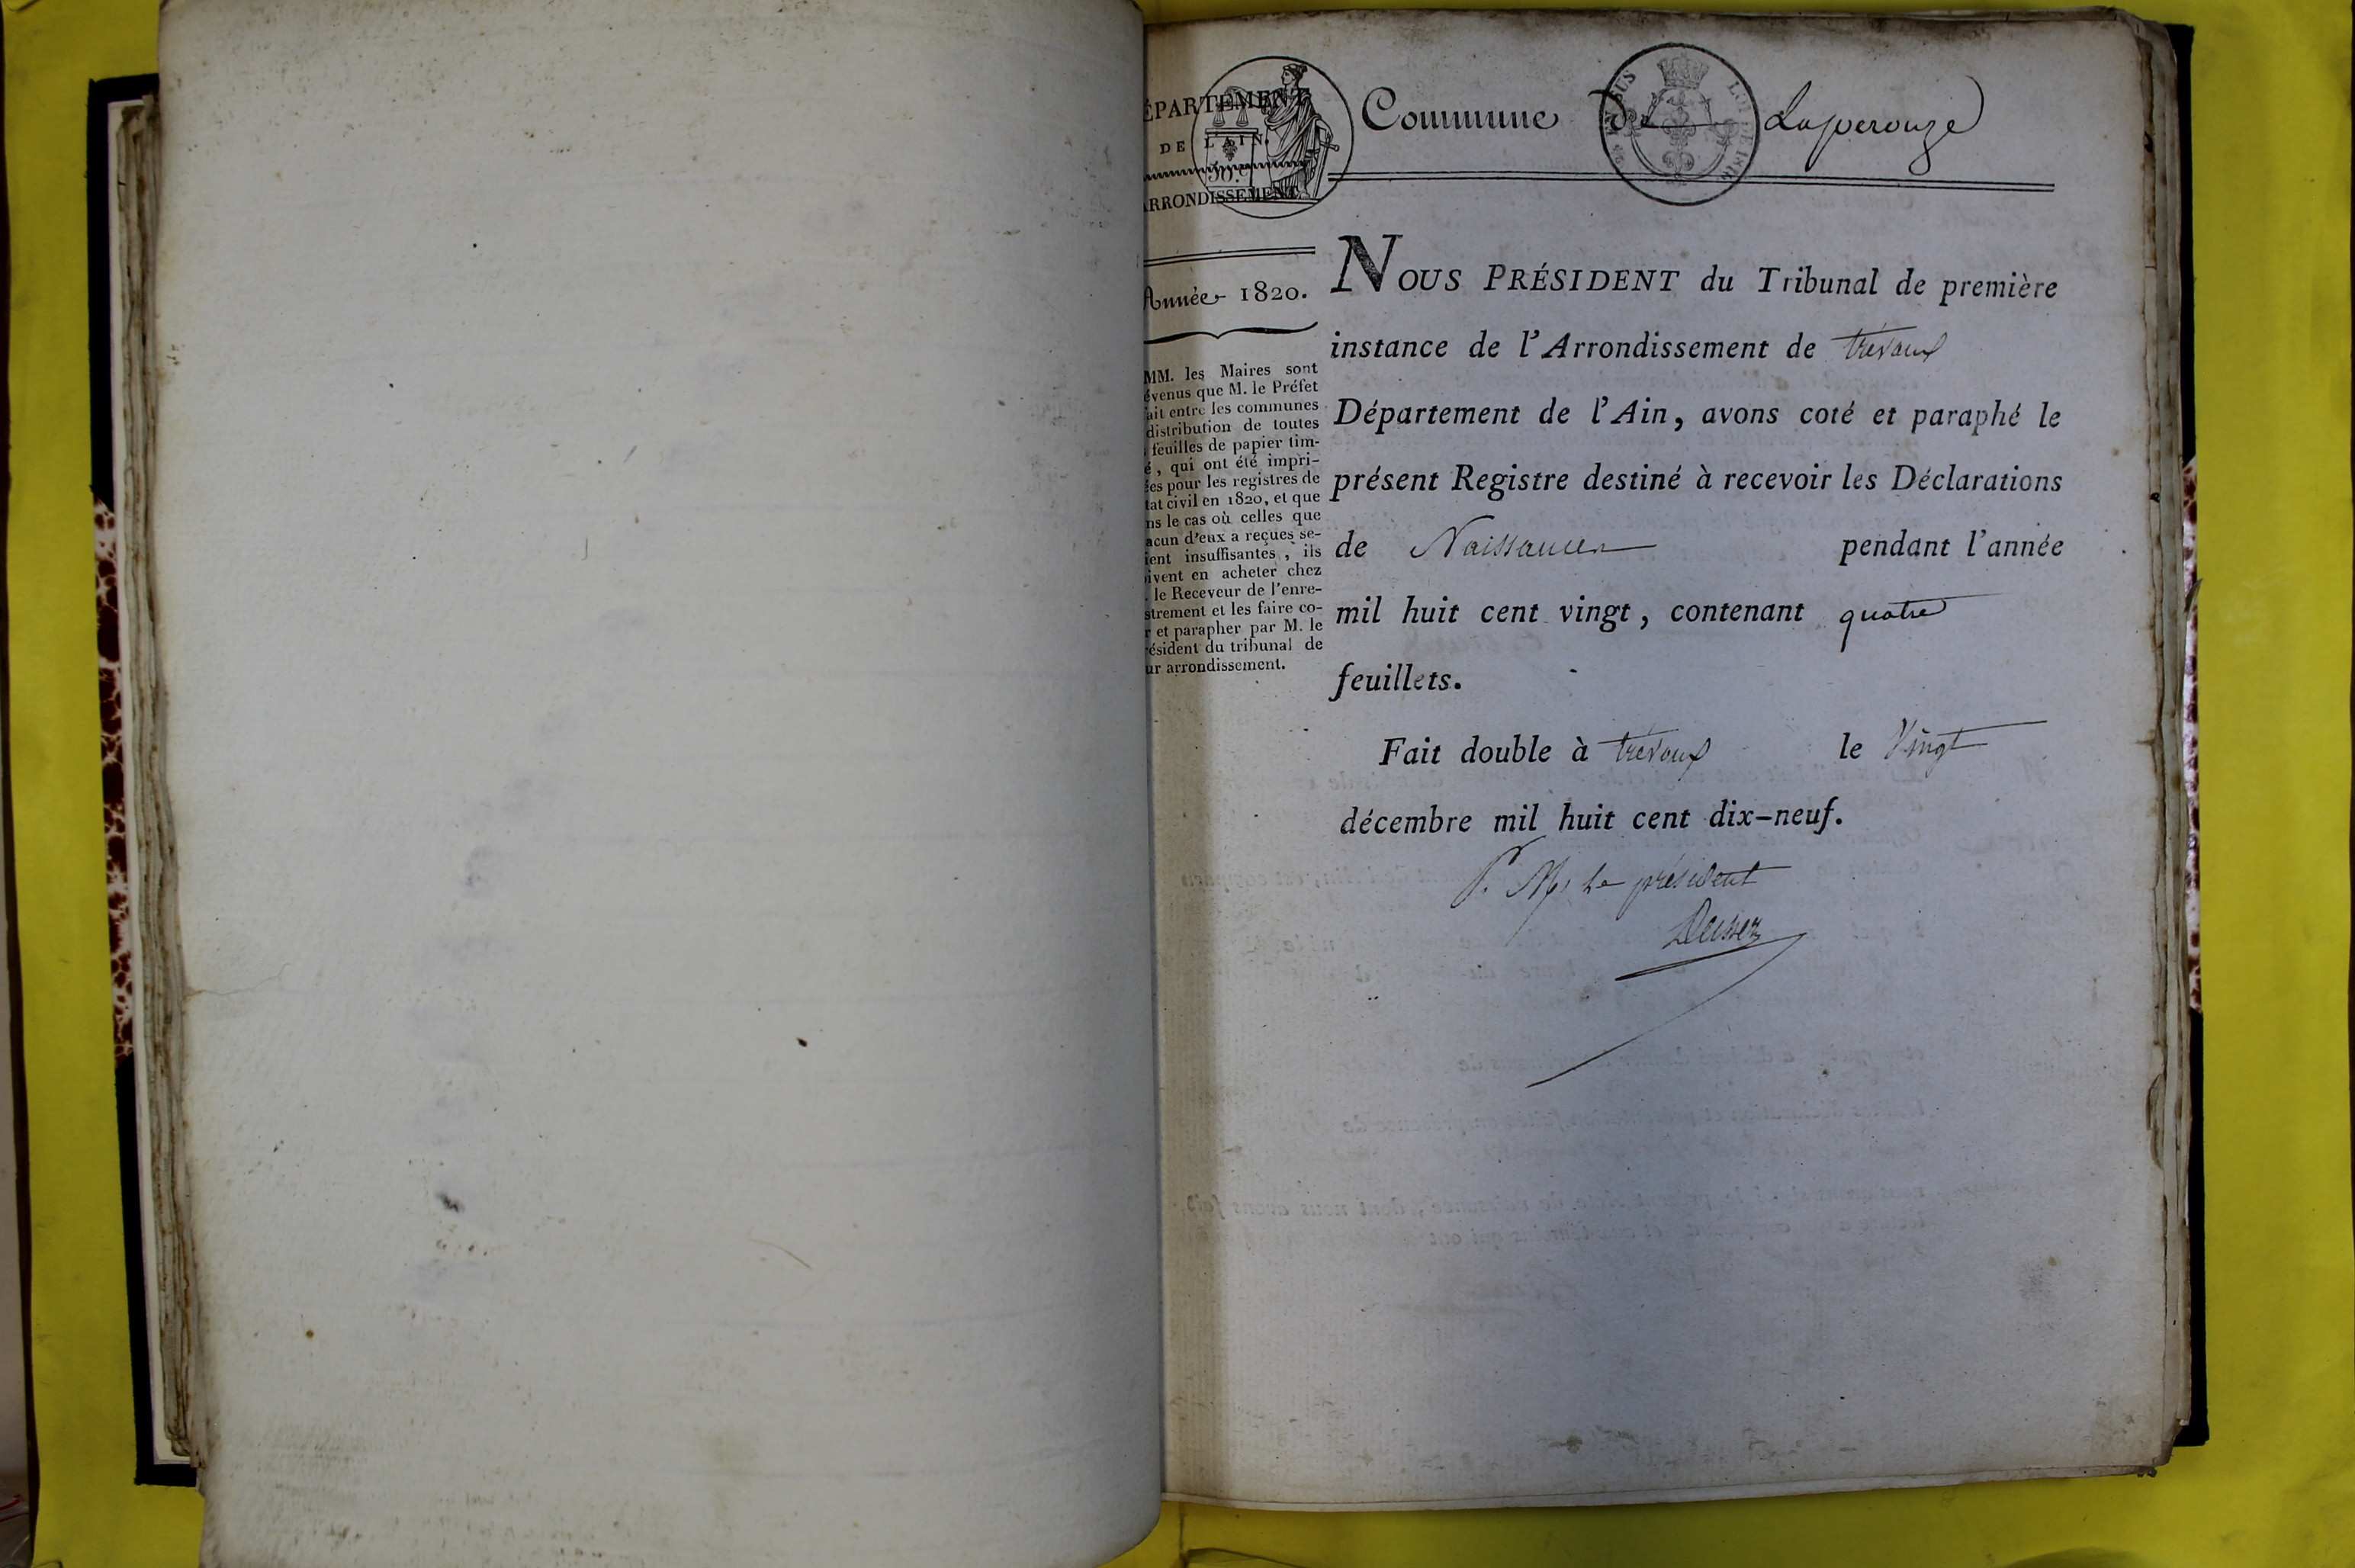 ÉPARTEMENT
DE L'AIN.
ARRONDISSEMENT
Commune de Laperouze
Année 1820.
MM. les Maires sont
évenus que M. le Préfet
ait entre les communes
distribution de toutes
feuilles de papier tim-
é, qui ont été impri-
ées pour les registres de
tat civil en 1820, et que
ns le cas où celles que
acun d'eux a reçues se-
ient insuffisantes, ils
ivent en acheter chez
. le Receveur de l'enre-
strement et les faire co-
r et parapher par M. le
résident du tribunal de
ur arrondissement.
NOUS PRÉSIDENT du Tribunal de première
instance de l'Arrondissement de trévoux
Département de l'Ain, avons coté et paraphé le
présent Registre destiné à recevoir les Déclarations
de Naissances pendant l'année
mil huit cent vingt, contenant quatre
feuillets.
Fait double à trévoux le Vingt
décembre mil huit cent dix-neuf.
P. Mr le président